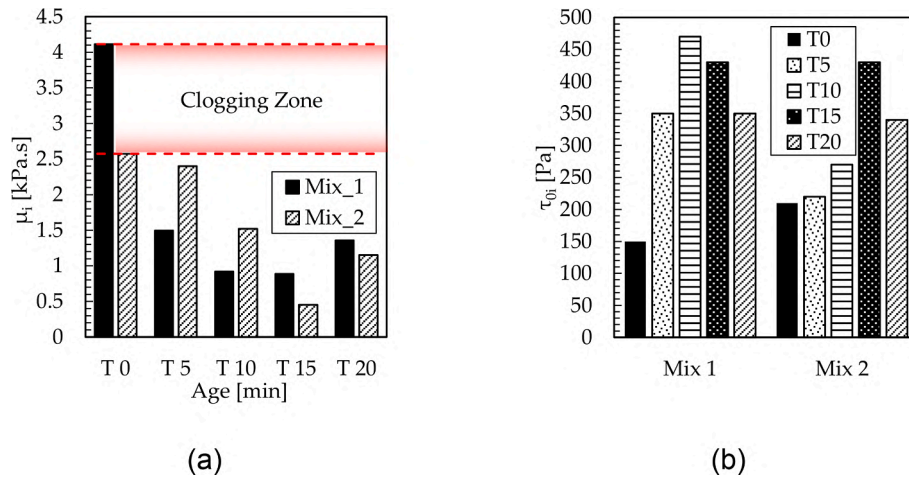 4.5
4
3.5
3
2.5
2
1.5
1
0.5
0
μi [kPa.s]
Clogging Zone
Mix_1
Mix_2
T 0 T 5 T 10 T 15 T 20
Age [min]
(a)
500
450
400
350
300
250
200
150
100
50
0
τ0i [Pa]
T0
T5
T10
T15
T20
Mix 1 Mix 2
(b)